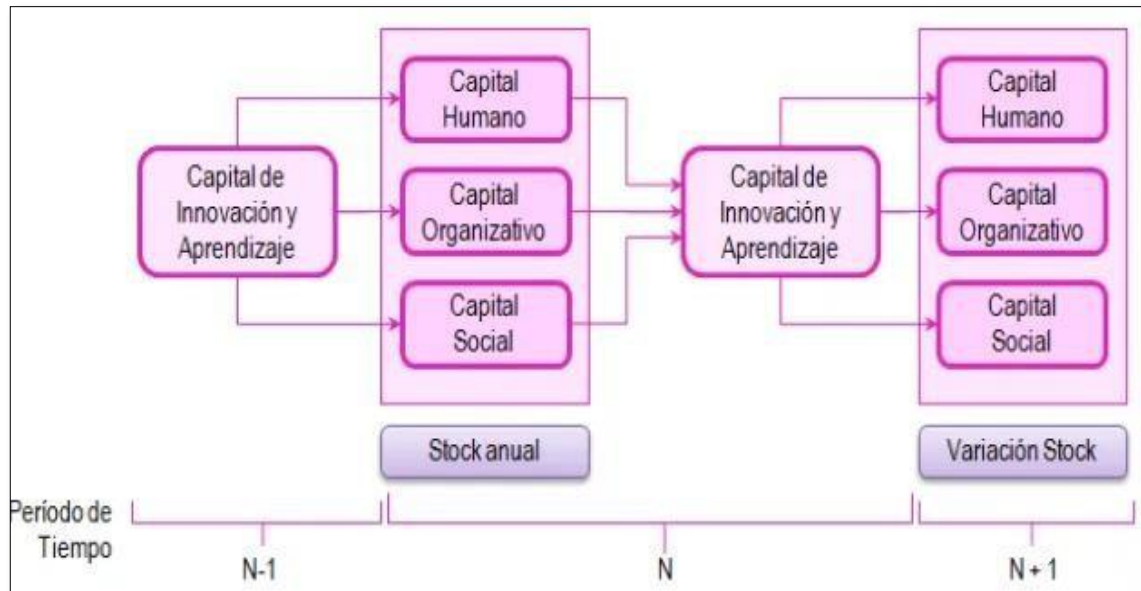 Capital de
Innovación y
Aprendizaje
Capital
Humano
Capital
Organizativo
Capital
Social
Capital de
Innovación y
Aprendizaje
Capital
Humano
Capital
Organizativo
Capital
Social
Stock anual
Variación Stock
Período de
Tiempo
N-1
N
N + 1